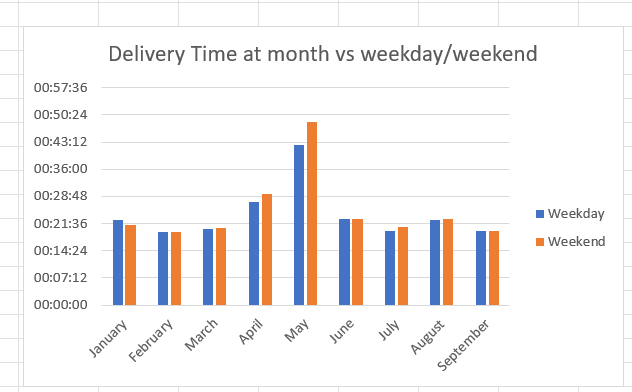 Delivery Time at month vs weekday/weekend
00:57:36
00:50:24
00:43:12
00:36:00
00:28:48
00:21:36
00:14:24
00:07:12
00:00:00
January
February
March
April
May
June
July
August
September
Weekday
Weekend